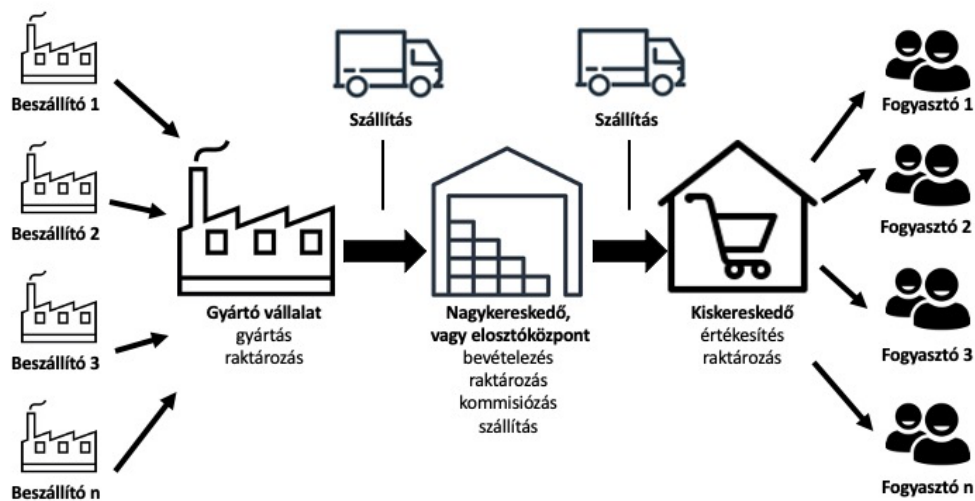 Beszállító 1
Beszállító 2
Beszállító 3
Beszállító n
Gyártó vállalat
gyártás
raktározás
Szállítás
Nagykereskedő,
vagy elosztóközpont
bevételezés
raktározás
kommisiózás
szállítás
Szállítás
Kiskereskedő
értékesítés
raktározás
Fogyasztó 1
Fogyasztó 2
Fogyasztó 3
Fogyasztó n